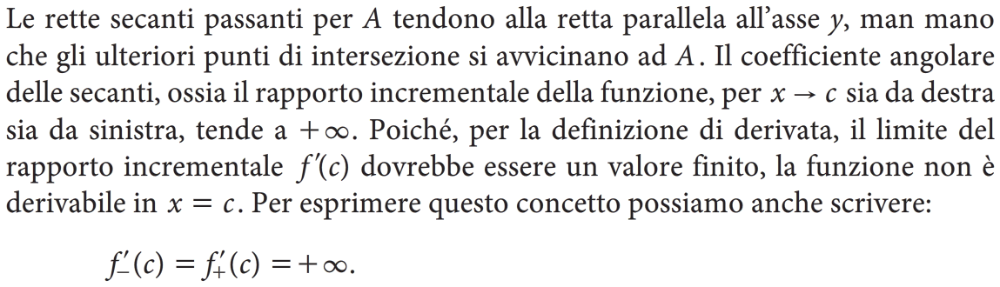 Le rette secanti passanti per A tendono alla retta parallela all'asse y, man mano
che gli ulteriori punti di intersezione si avvicinano ad A. Il coefficiente angolare
delle secanti, ossia il rapporto incrementale della funzione, per x → c sia da destra
sia da sinistra, tende a +∞. Poiché, per la definizione di derivata, il limite del
rapporto incrementale f′(c) dovrebbe essere un valore finito, la funzione non è
derivabile in x = c. Per esprimere questo concetto possiamo anche scrivere:
f′₋(c) = f′₊(c) = +∞.